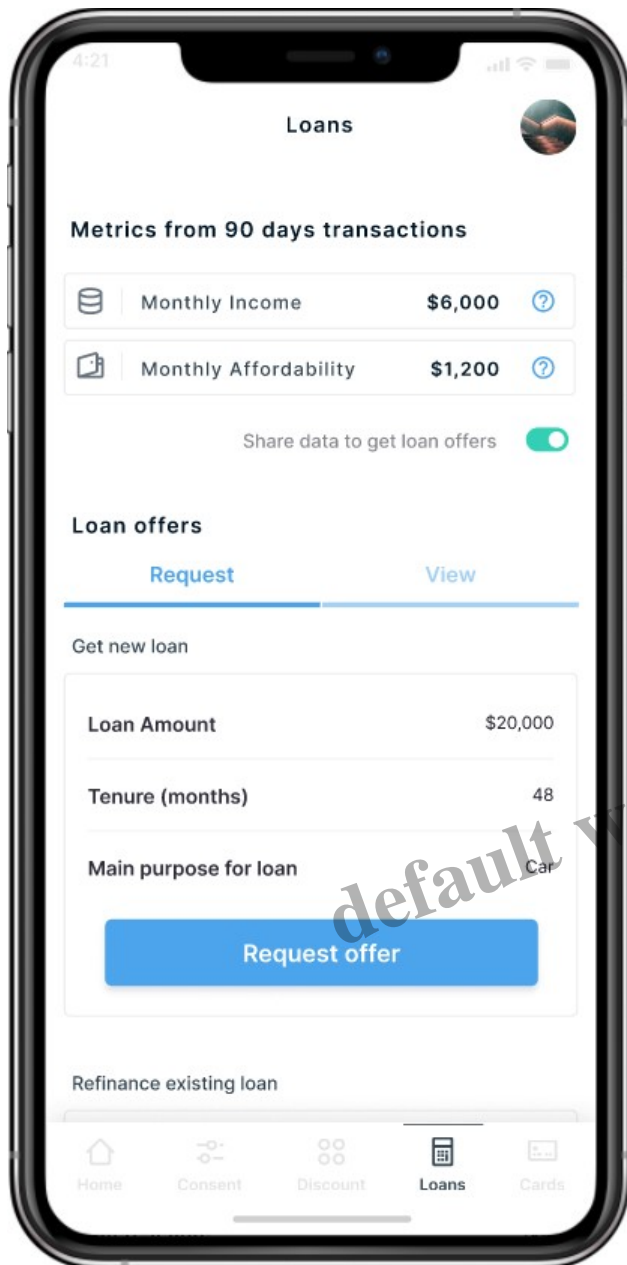 4:21
Loans
Metrics from 90 days transactions
Monthly Income $6,000 ?
Monthly Affordability $1,200 ?
Share data to get loan offers
Loan offers
Request View
Get new loan
Loan Amount $20,000
Tenure (months) 48
Main purpose for loan Car
default
Request offer
Refinance existing loan
Home Consent Discount Loans Cards